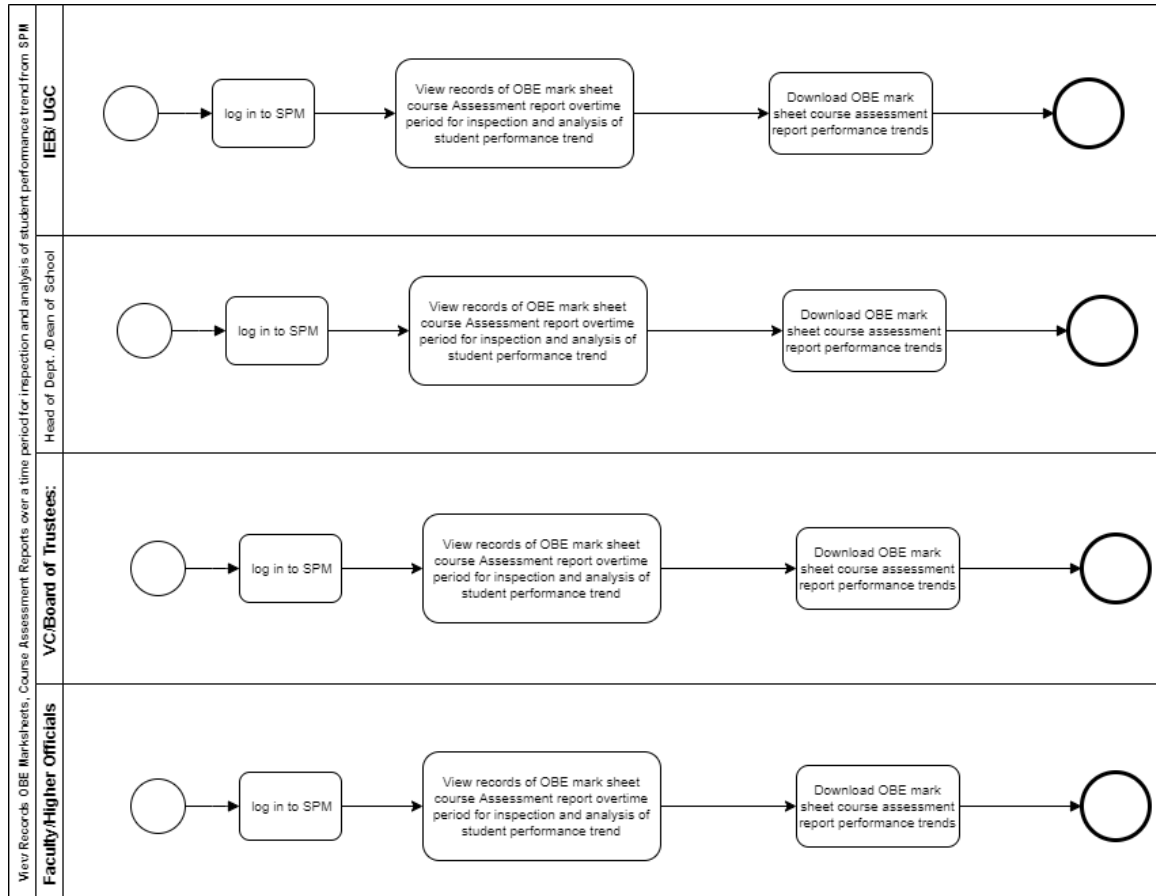 View Records OBE Marksheets, Course Assessment Reports over a time period for inspection and analysis of student performance trend from SPM
IEB/ UGC
log in to SPM
View records of OBE mark sheet
course Assessment report overtime
period for inspection and analysis of
student performance trend
Download OBE mark
sheet course assessment
report performance trends
Head of Dept. /Dean of School
log in to SPM
View records of OBE mark sheet
course Assessment report overtime
period for inspection and analysis of
student performance trend
Download OBE mark
sheet course assessment
report performance trends
VC/Board of Trustees:
log in to SPM
View records of OBE mark sheet
course Assessment report overtime
period for inspection and analysis of
student performance trend
Download OBE mark
sheet course assessment
report performance trends
Faculty/Higher Officials
log in to SPM
View records of OBE mark sheet
course Assessment report overtime
period for inspection and analysis of
student performance trend
Download OBE mark
sheet course assessment
report performance trends